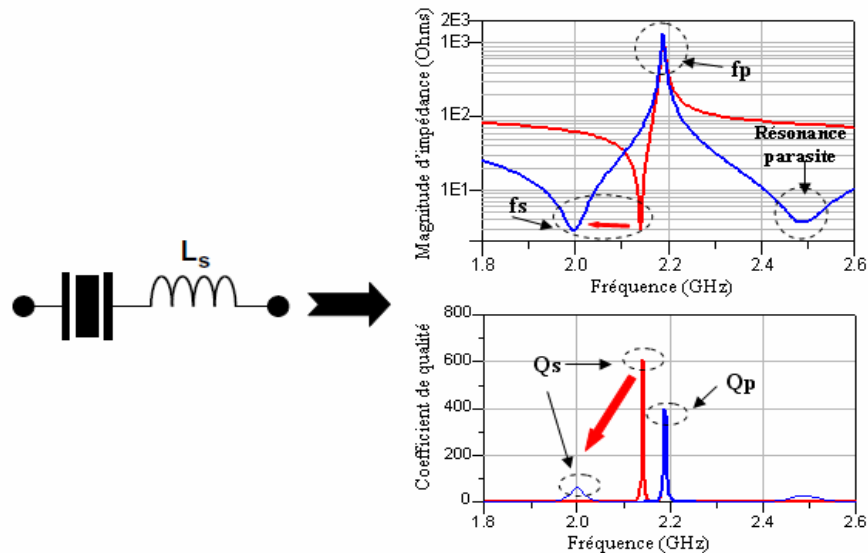 Ls
Magnitude d'impédance (Ohms)
2E3
1E3
1E2
1E1
fp
Résonance
parasite
fs
1.8
2.0
2.2
2.4
2.6
Fréquence (GHz)
Coefficient de qualité
800
600
400
200
0
Qs
Qp
1.8
2.0
2.2
2.4
2.6
Fréquence (GHz)